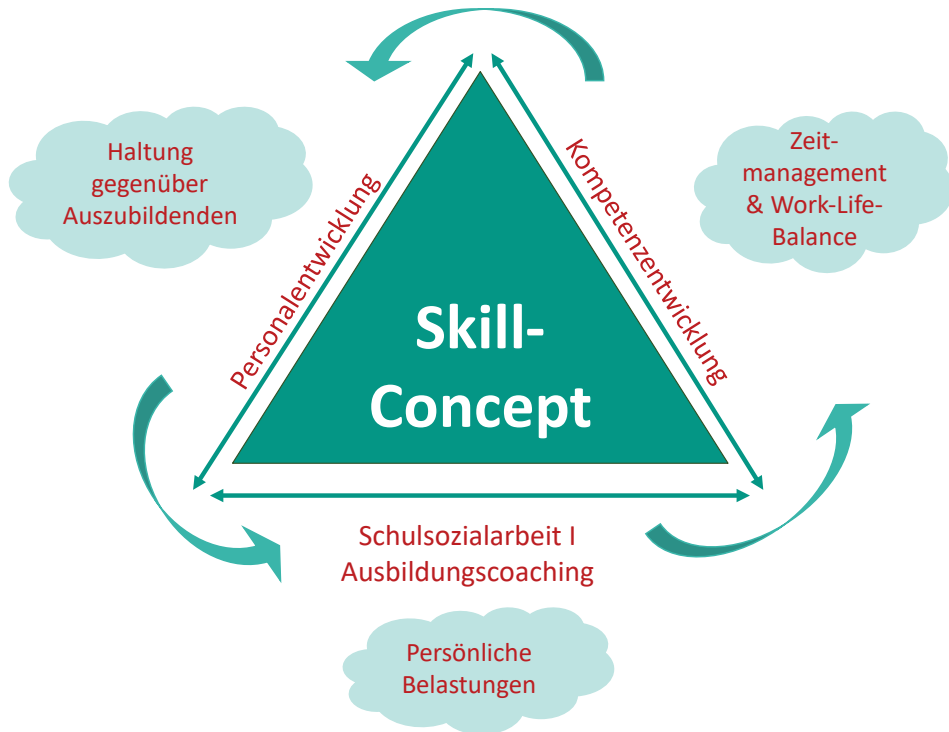 Haltung
gegenüber
Auszubildenden
Personalentwicklung
Kompetenzentwicklung
Zeit-
management
& Work-Life-
Balance
Skill-
Concept
Schulsozialarbeit I
Ausbildungscoaching
Persönliche
Belastungen